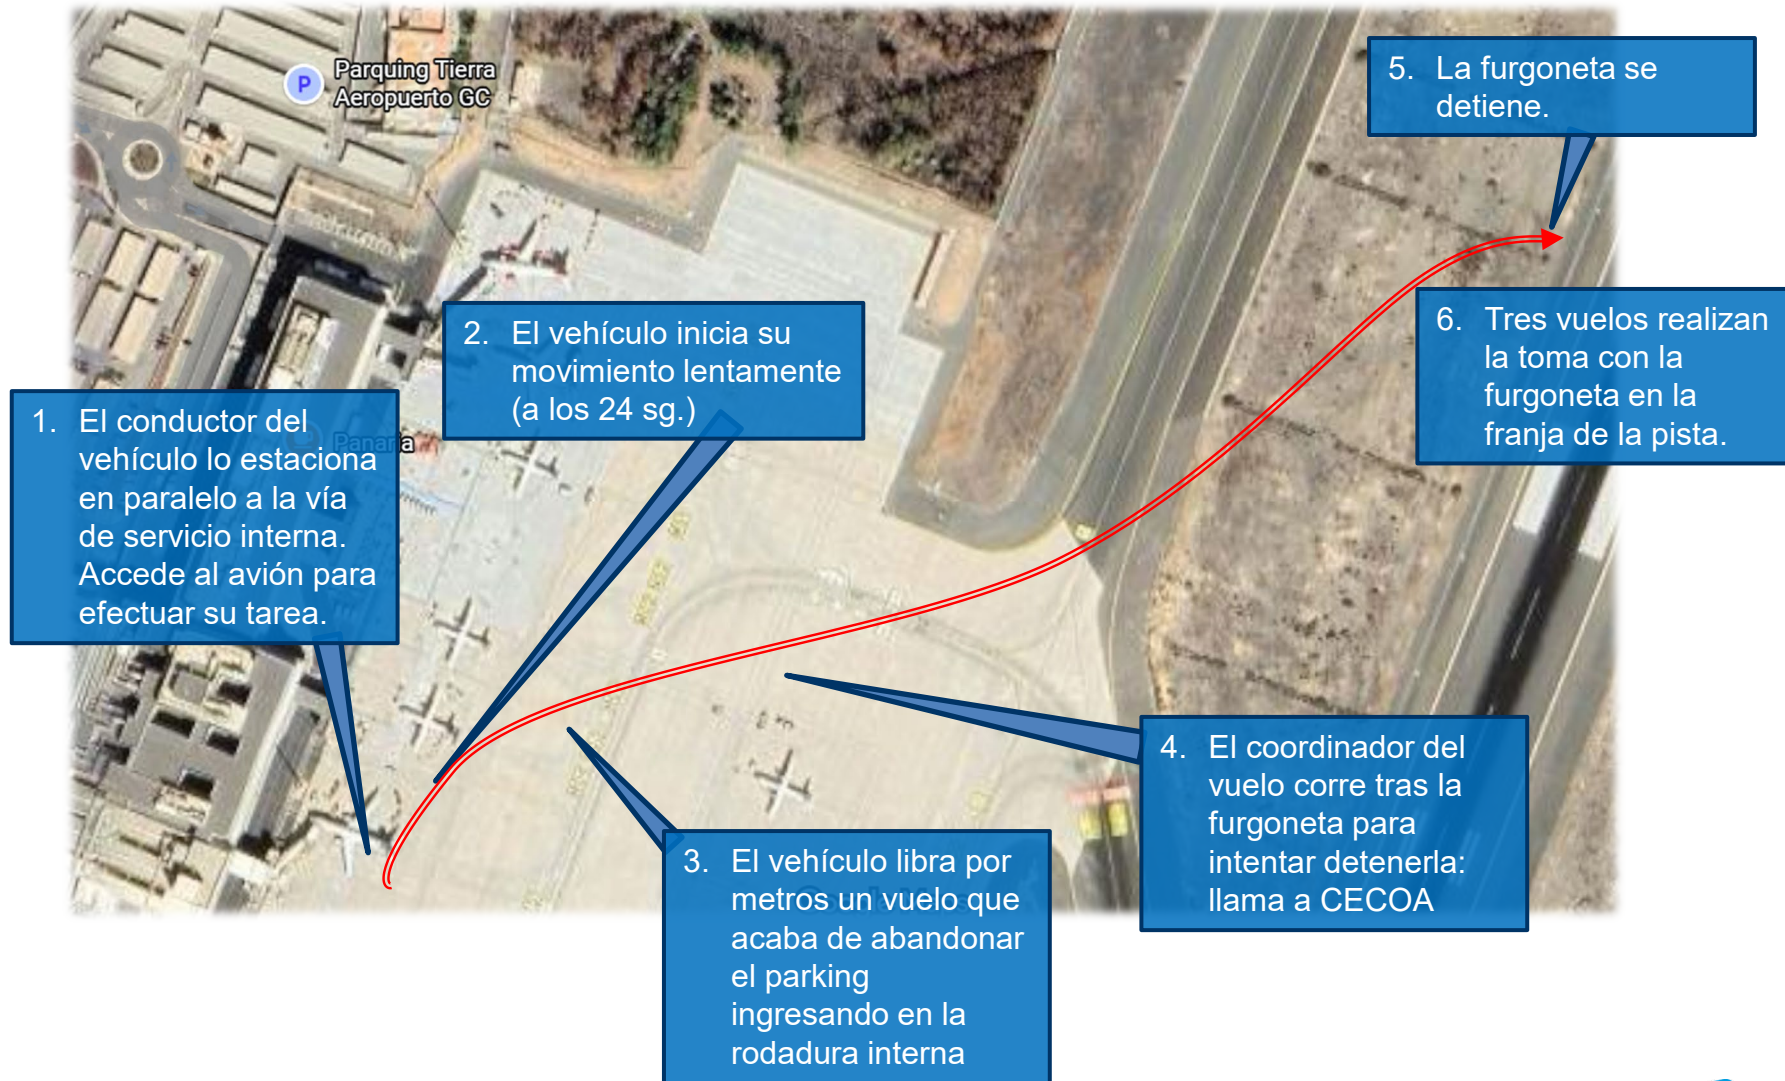 Parquing Tierra
Aeropuerto GC
5. La furgoneta se
detiene.
2. El vehículo inicia su
movimiento lentamente
(a los 24 sg.)
6. Tres vuelos realizan
la toma con la
furgoneta en la
franja de la pista.
1. El conductor del
vehículo lo estaciona
en paralelo a la vía
de servicio interna.
Accede al avión para
efectuar su tarea.
Panaria
4. El coordinador del
vuelo corre tras la
furgoneta para
intentar detenerla:
llama a CECOA
3. El vehículo libra por
metros un vuelo que
acaba de abandonar
el parking
ingresando en la
rodadura interna